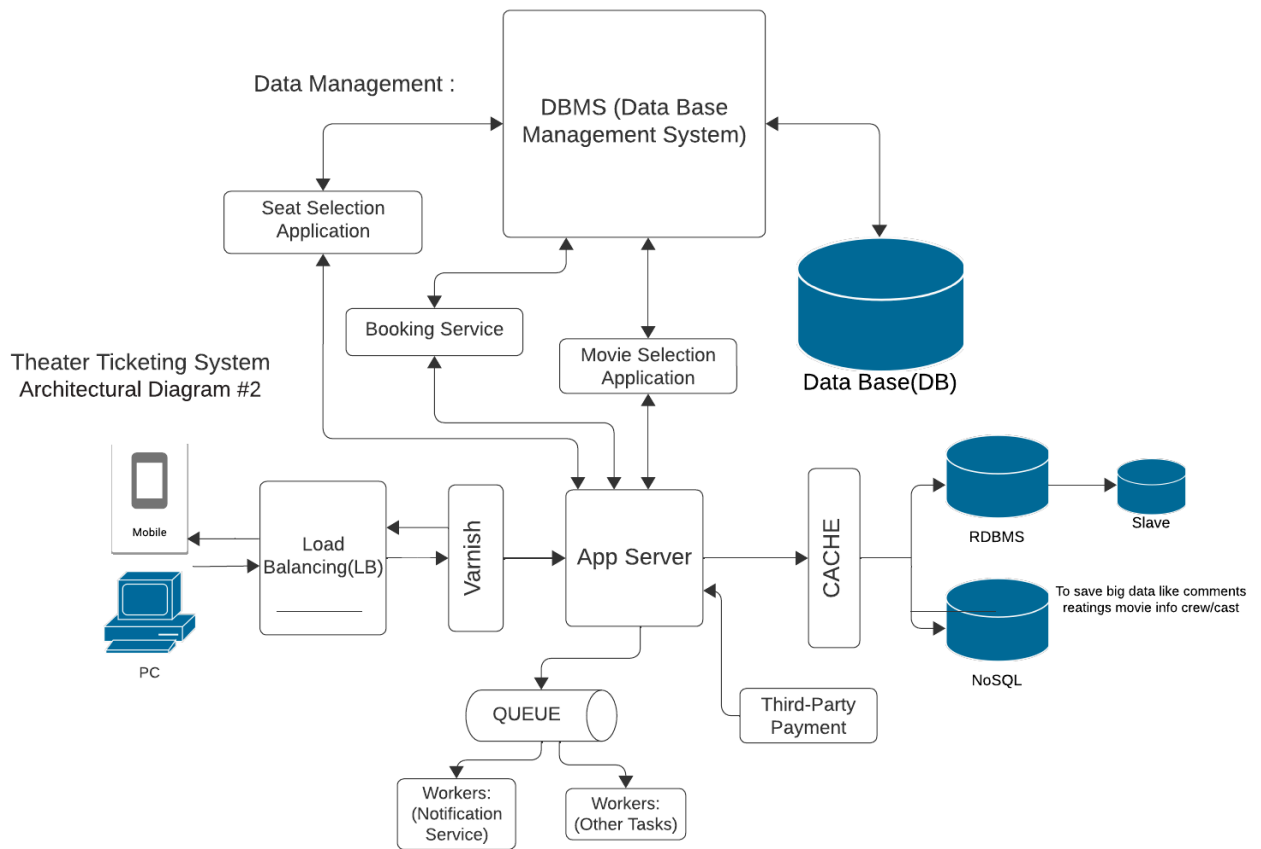 Data Management :
DBMS (Data Base
Management System)
Seat Selection
Application
Booking Service
Movie Selection
Application
Data Base(DB)
Theater Ticketing System
Architectural Diagram #2
Mobile
PC
Load
Balancing(LB)
Varnish
App Server
CACHE
RDBMS
Slave
To save big data like comments
reatings movie info crew/cast
NoSQL
QUEUE
Third-Party
Payment
Workers:
(Notification
Service)
Workers:
(Other Tasks)